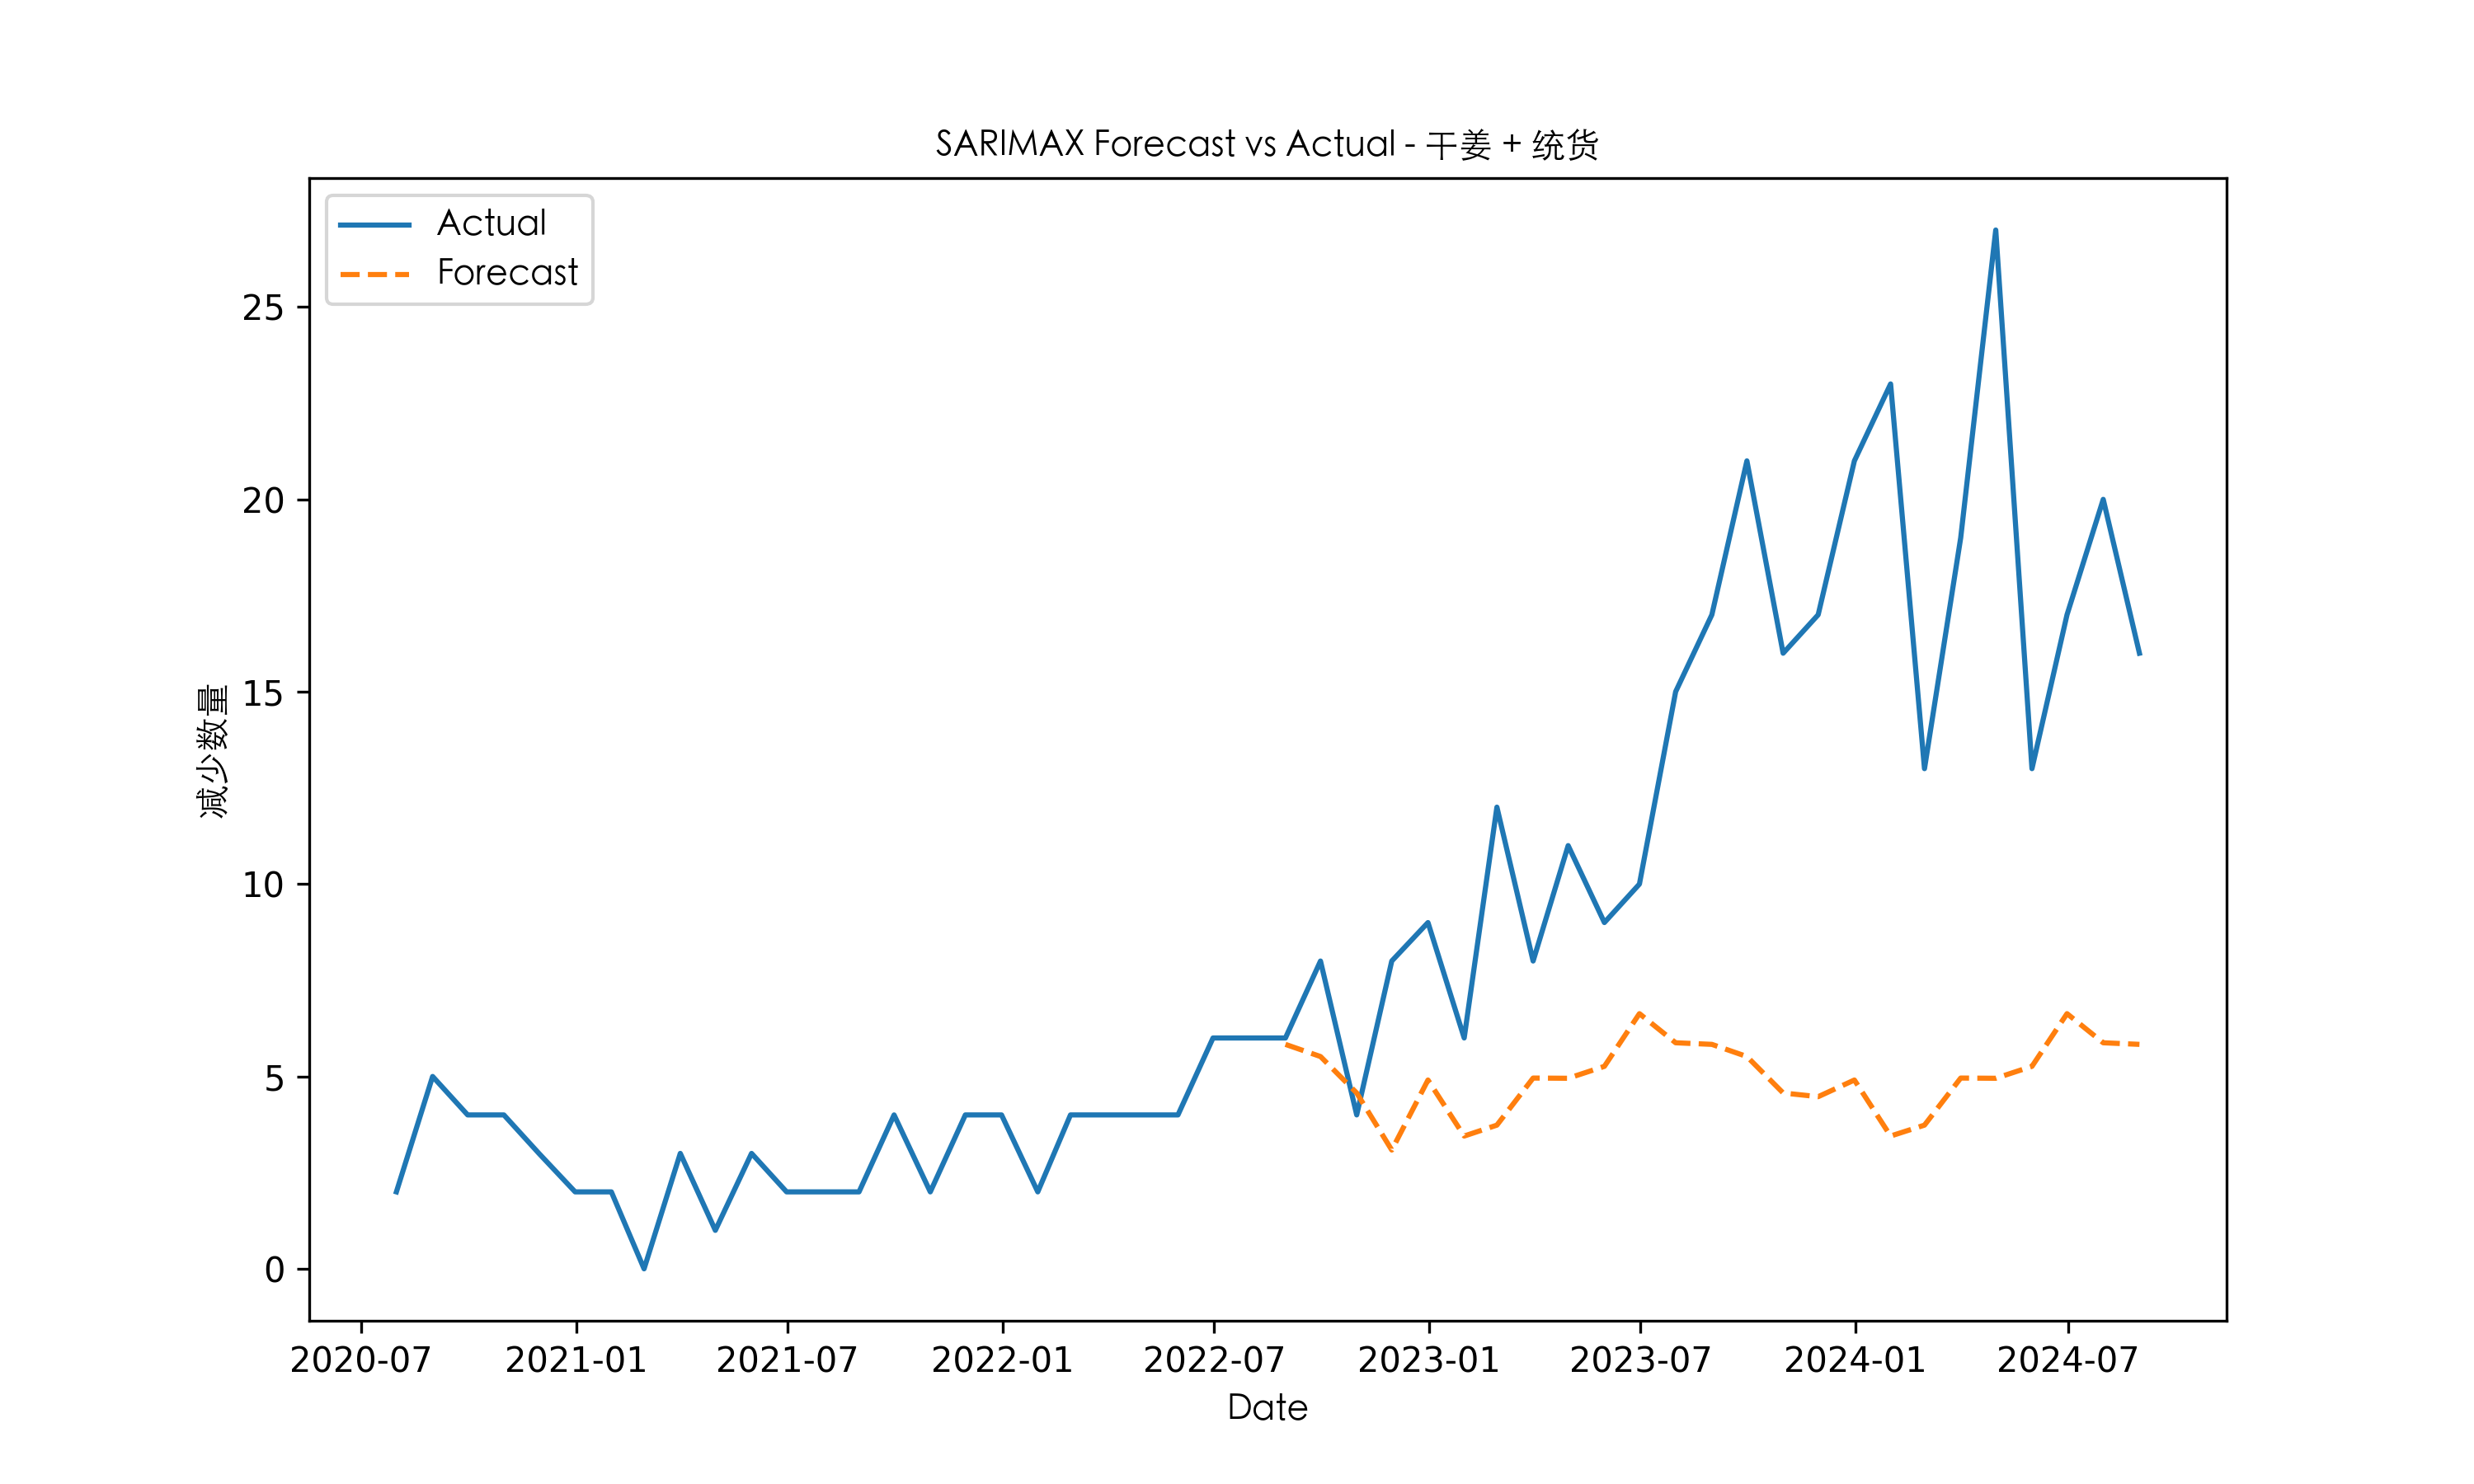 SARIMAX Forecast vs Actual - 干姜 + 统货
Actual
Forecast
25
20
15
10
5
0
减少数量
2020-07 2021-01 2021-07 2022-01 2022-07 2023-01 2023-07 2024-01 2024-07
Date